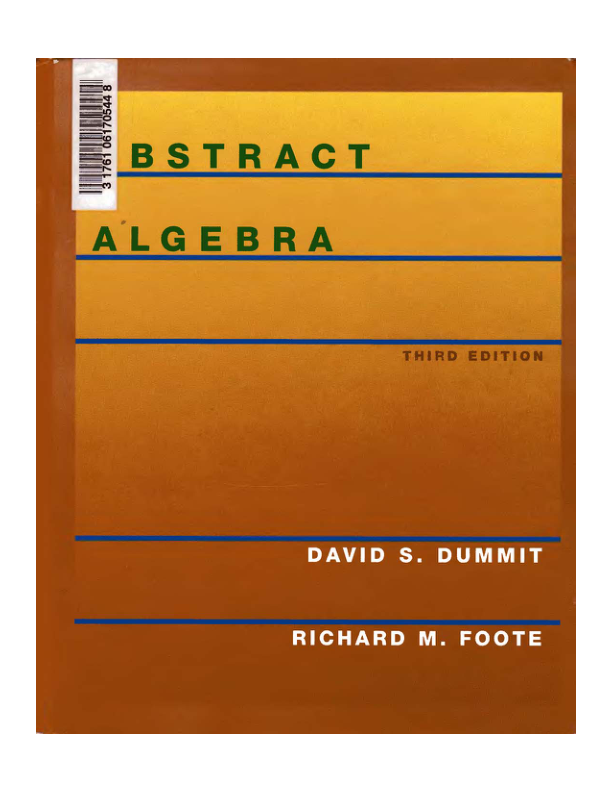 3 1761 06170544 8
BSTRACT
ALGEBRA
THIRD EDITION
DAVID S. DUMMIT
RICHARD M. FOOTE